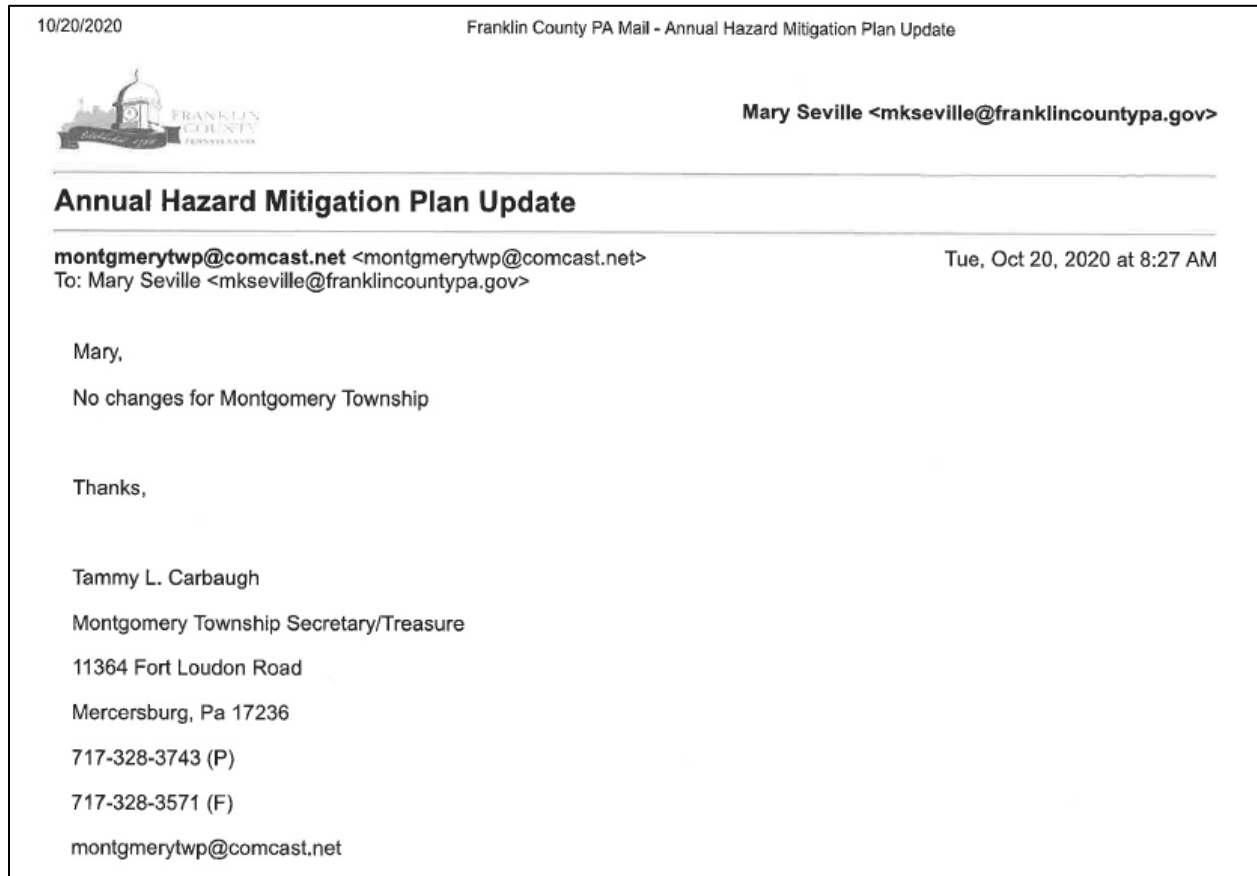 10/20/2020
Franklin County PA Mail - Annual Hazard Mitigation Plan Update
FRANKLIN
COUNTY
PENNSYLVANIA
Mary Seville <mkseville@franklincountypa.gov>
Annual Hazard Mitigation Plan Update
montgmerytwp@comcast.net <montgmerytwp@comcast.net>
Tue, Oct 20, 2020 at 8:27 AM
To: Mary Seville <mkseville@franklincountypa.gov>
Mary,
No changes for Montgomery Township
Thanks,
Tammy L. Carbaugh
Montgomery Township Secretary/Treasure
11364 Fort Loudon Road
Mercersburg, Pa 17236
717-328-3743 (P)
717-328-3571 (F)
montgmerytwp@comcast.net